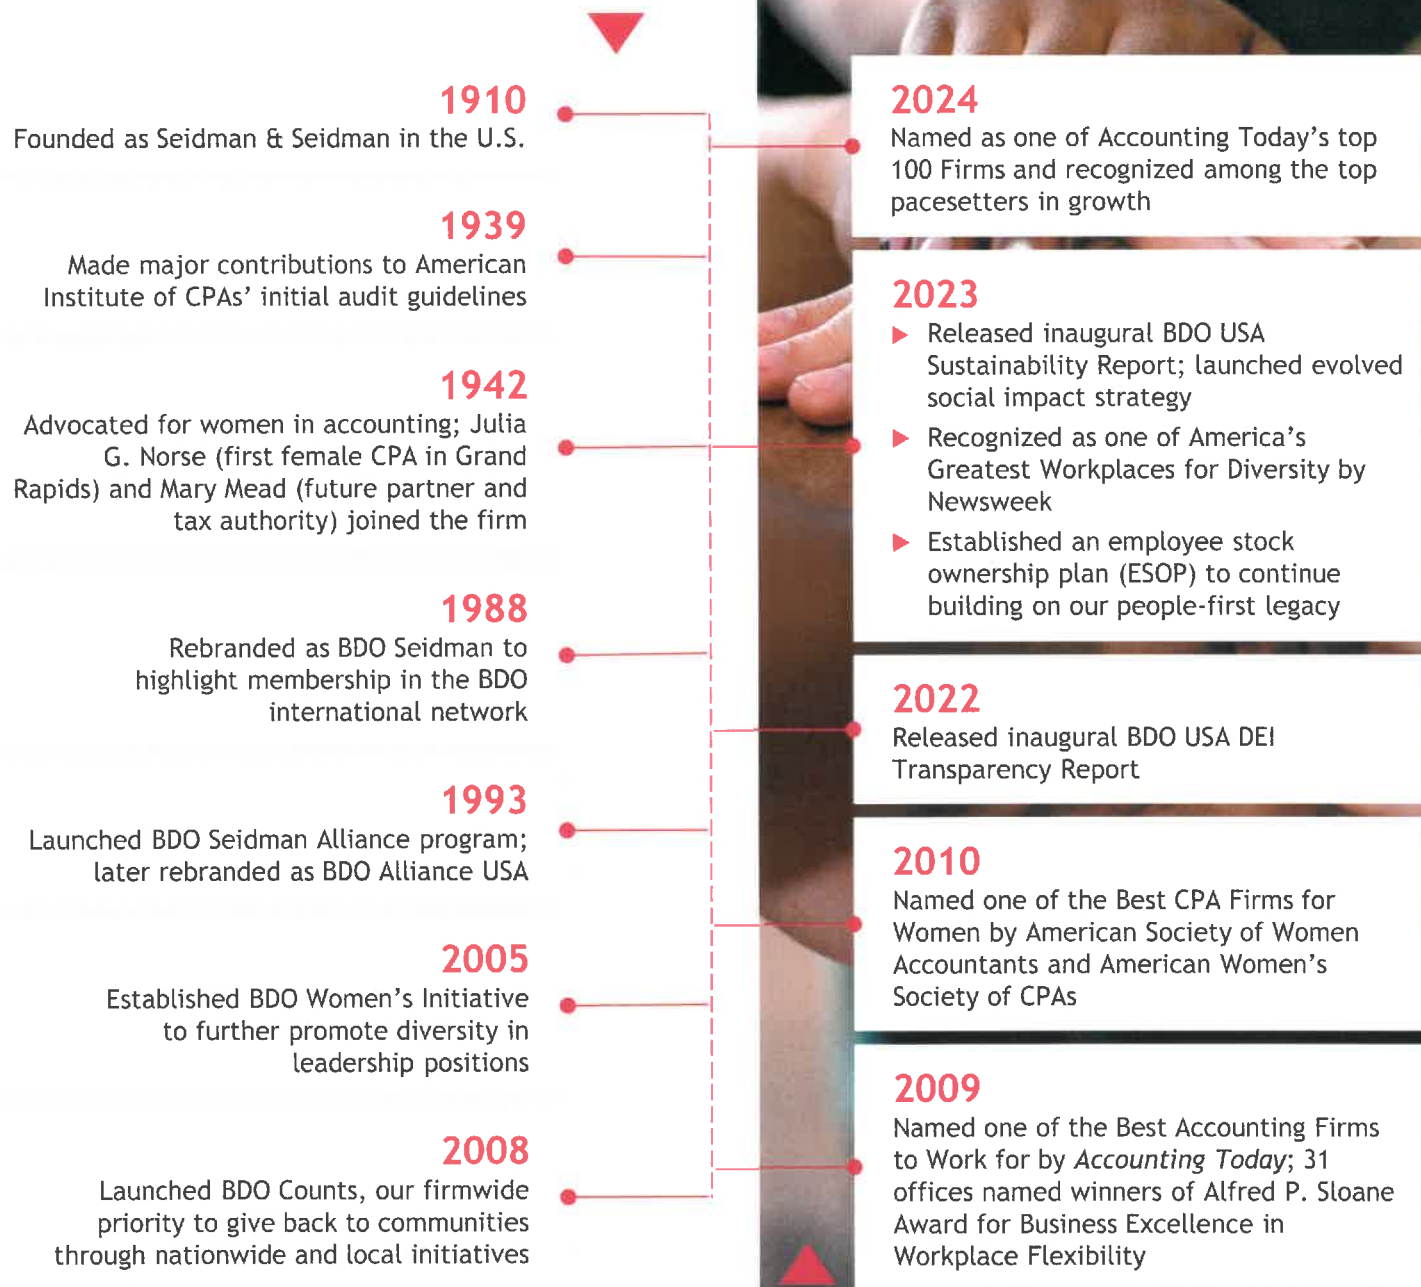 1910
Founded as Seidman & Seidman in the U.S.
1939
Made major contributions to American
Institute of CPAs' initial audit guidelines
1942
Advocated for women in accounting; Julia
G. Norse (first female CPA in Grand
Rapids) and Mary Mead (future partner and
tax authority) joined the firm
1988
Rebranded as BDO Seidman to
highlight membership in the BDO
international network
1993
Launched BDO Seidman Alliance program;
later rebranded as BDO Alliance USA
2005
Established BDO Women's Initiative
to further promote diversity in
leadership positions
2008
Launched BDO Counts, our firmwide
priority to give back to communities
through nationwide and local initiatives
2024
Named as one of Accounting Today's top
100 Firms and recognized among the top
pacesetters in growth
2023
Released inaugural BDO USA
Sustainability Report; launched evolved
social impact strategy
Recognized as one of America's
Greatest Workplaces for Diversity by
Newsweek
Established an employee stock
ownership plan (ESOP) to continue
building on our people-first legacy
2022
Released inaugural BDO USA DEI
Transparency Report
2010
Named one of the Best CPA Firms for
Women by American Society of Women
Accountants and American Women's
Society of CPAs
2009
Named one of the Best Accounting Firms
to Work for by Accounting Today; 31
offices named winners of Alfred P. Sloane
Award for Business Excellence in
Workplace Flexibility